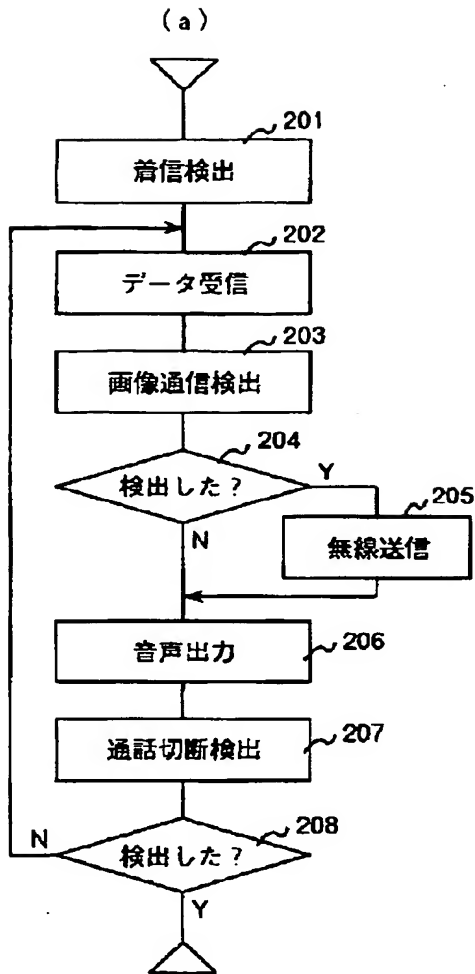 (a)
201
着信検出
202
データ受信
203
画像通信検出
204
検出した?
Y
N
205
無線送信
206
音声出力
207
通話切断検出
208
検出した?
N
Y